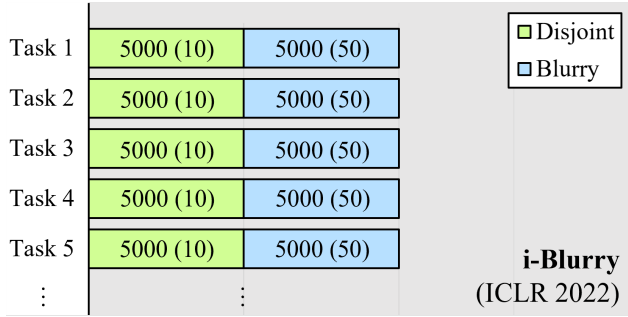 Task 1 5000 (10) 5000 (50)
Task 2 5000 (10) 5000 (50)
Task 3 5000 (10) 5000 (50)
Task 4 5000 (10) 5000 (50)
Task 5 5000 (10) 5000 (50)
⋮ ⋮
Disjoint
Blurry
i-Blurry
(ICLR 2022)